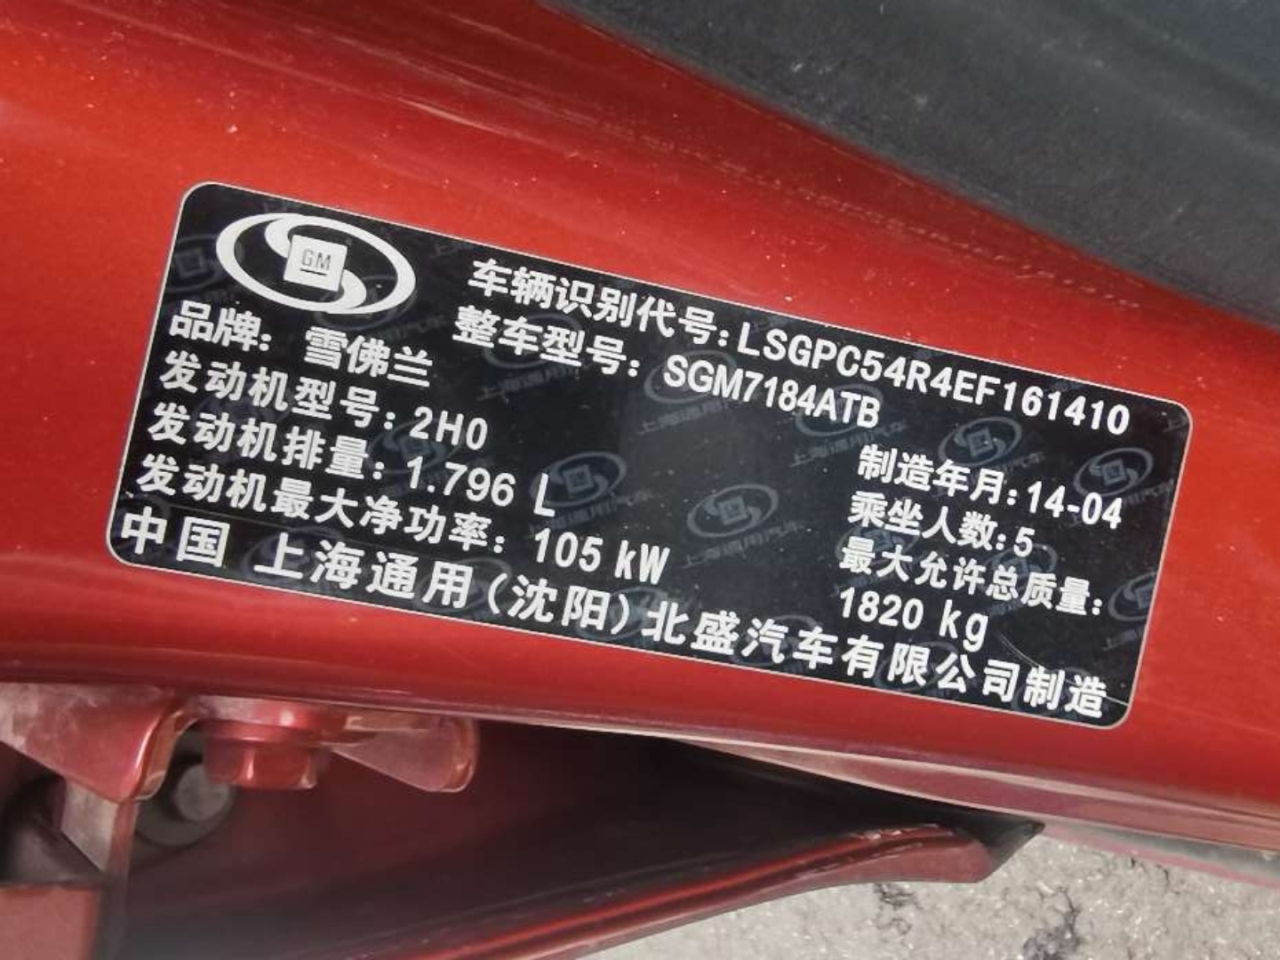 GM
车辆识别代号:LSGPC54R4EF161410
整车型号: SGM7184ATB
品牌: 雪佛兰
发动机型号: 2H0
发动机排量: 1.796 L
发动机最大净功率: 105 kW
制造年月:14-04
乘坐人数:5
最大允许总质量:
1820 kg
中国 上海通用(沈阳)北盛汽车有限公司制造